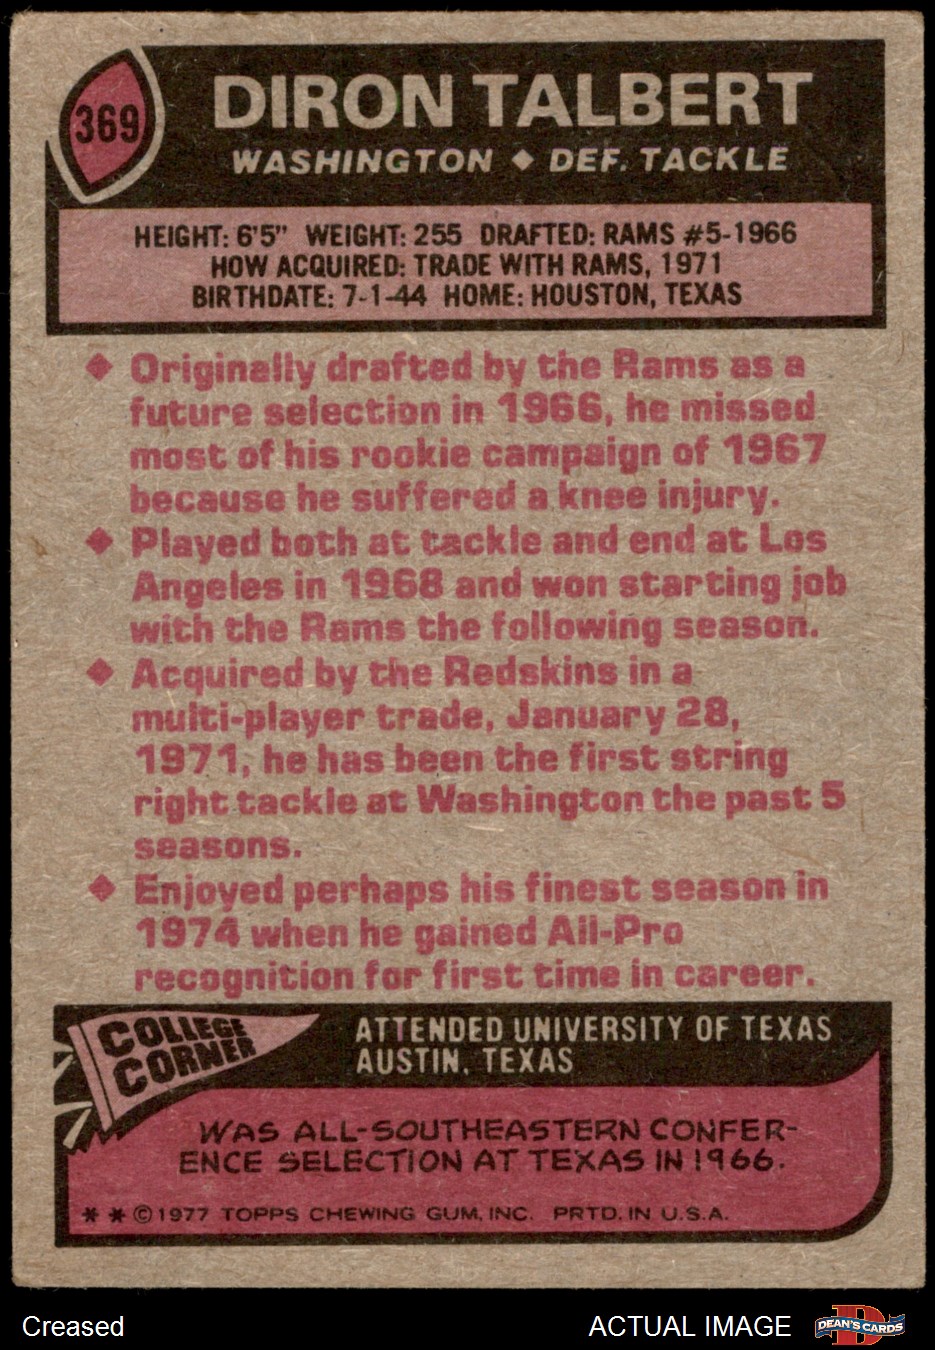 369
DIRON TALBERT
WASHINGTON ◆ DEF. TACKLE
HEIGHT: 6'5" WEIGHT: 255 DRAFTED: RAMS #5-1966
HOW ACQUIRED: TRADE WITH RAMS, 1971
BIRTHDATE: 7-1-44 HOME: HOUSTON, TEXAS
◆ Originally drafted by the Rams as a
future selection in 1966, he missed
most of his rookie campaign of 1967
because he suffered a knee injury.
◆ Played both at tackle and end at Los
Angeles in 1968 and won starting job
with the Rams the following season.
◆ Acquired by the Redskins in a
multi-player trade, January 28,
1971, he has been the first string
right tackle at Washington the past 5
seasons.
◆ Enjoyed perhaps his finest season in
1974 when he gained All-Pro
recognition for first time in career.
COLLEGE
CORNER
ATTENDED UNIVERSITY OF TEXAS
AUSTIN, TEXAS
WAS ALL-SOUTHEASTERN CONFER-
ENCE SELECTION AT TEXAS IN 1966.
* * © 1977 TOPPS CHEWING GUM, INC. PRTD. IN U.S.A.
Creased
ACTUAL IMAGE
D
DEAN'S CARDS